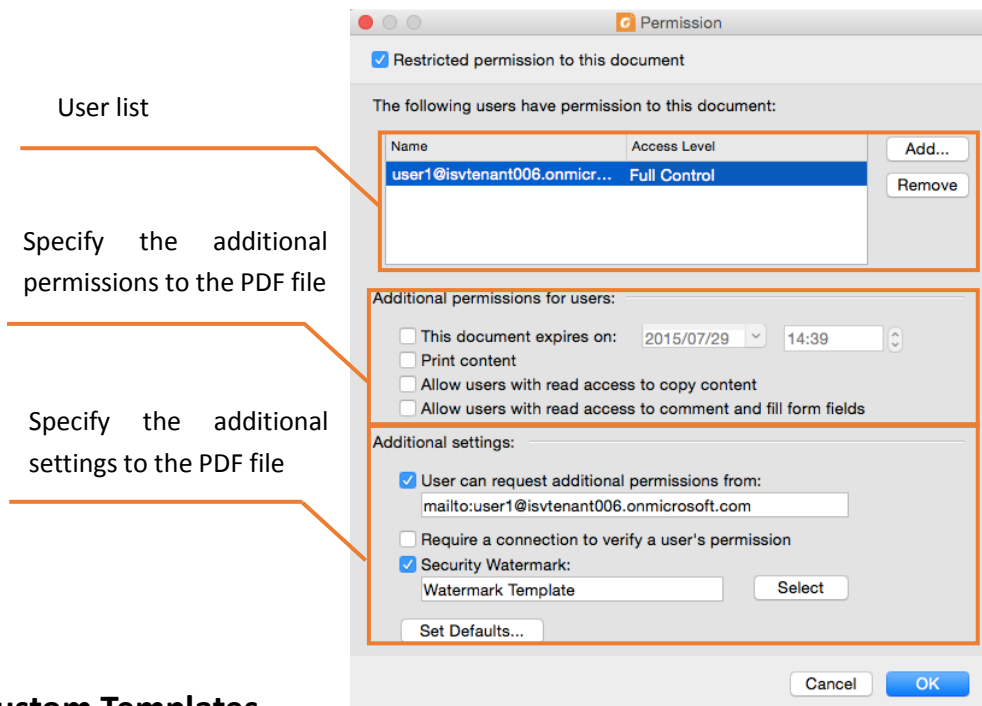 Permission
Restricted permission to this document
User list
The following users have permission to this document:
Name Access Level
Add...
user1@isvtenant006.onmicr... Full Control
Remove
Specify the additional
permissions to the PDF file
Additional permissions for users:
This document expires on: 2015/07/29 14:39
Print content
Allow users with read access to copy content
Allow users with read access to comment and fill form fields
Specify the additional
settings to the PDF file
Additional settings:
User can request additional permissions from:
mailto:user1@isvtenant006.onmicrosoft.com
Require a connection to verify a user's permission
Security Watermark:
Watermark Template Select
Set Defaults...
Cancel OK
ustom Templates